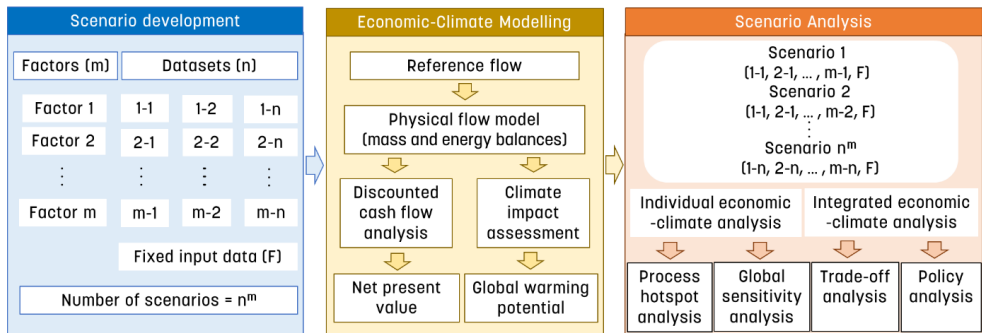 Scenario development
Factors (m)
Datasets (n)
Factor 1
1-1
1-2
1-n
Factor 2
2-1
2-2
2-n
⋮
⋮
⋮
⋮
Factor m
m-1
m-2
m-n
Fixed input data (F)
Number of scenarios = nᵐ
Economic-Climate Modelling
Reference flow
Physical flow model
(mass and energy balances)
Discounted
cash flow
analysis
Climate
impact
assessment
Net present
value
Global warming
potential
Scenario Analysis
Scenario 1
(1-1, 2-1, ... , m-1, F)
Scenario 2
(1-1, 2-1, ... , m-2, F)
⋮
Scenario nᵐ
(1-n, 2-n, ... , m-n, F)
Individual economic
-climate analysis
Integrated economic
-climate analysis
Process
hotspot
analysis
Global
sensitivity
analysis
Trade-off
analysis
Policy
analysis